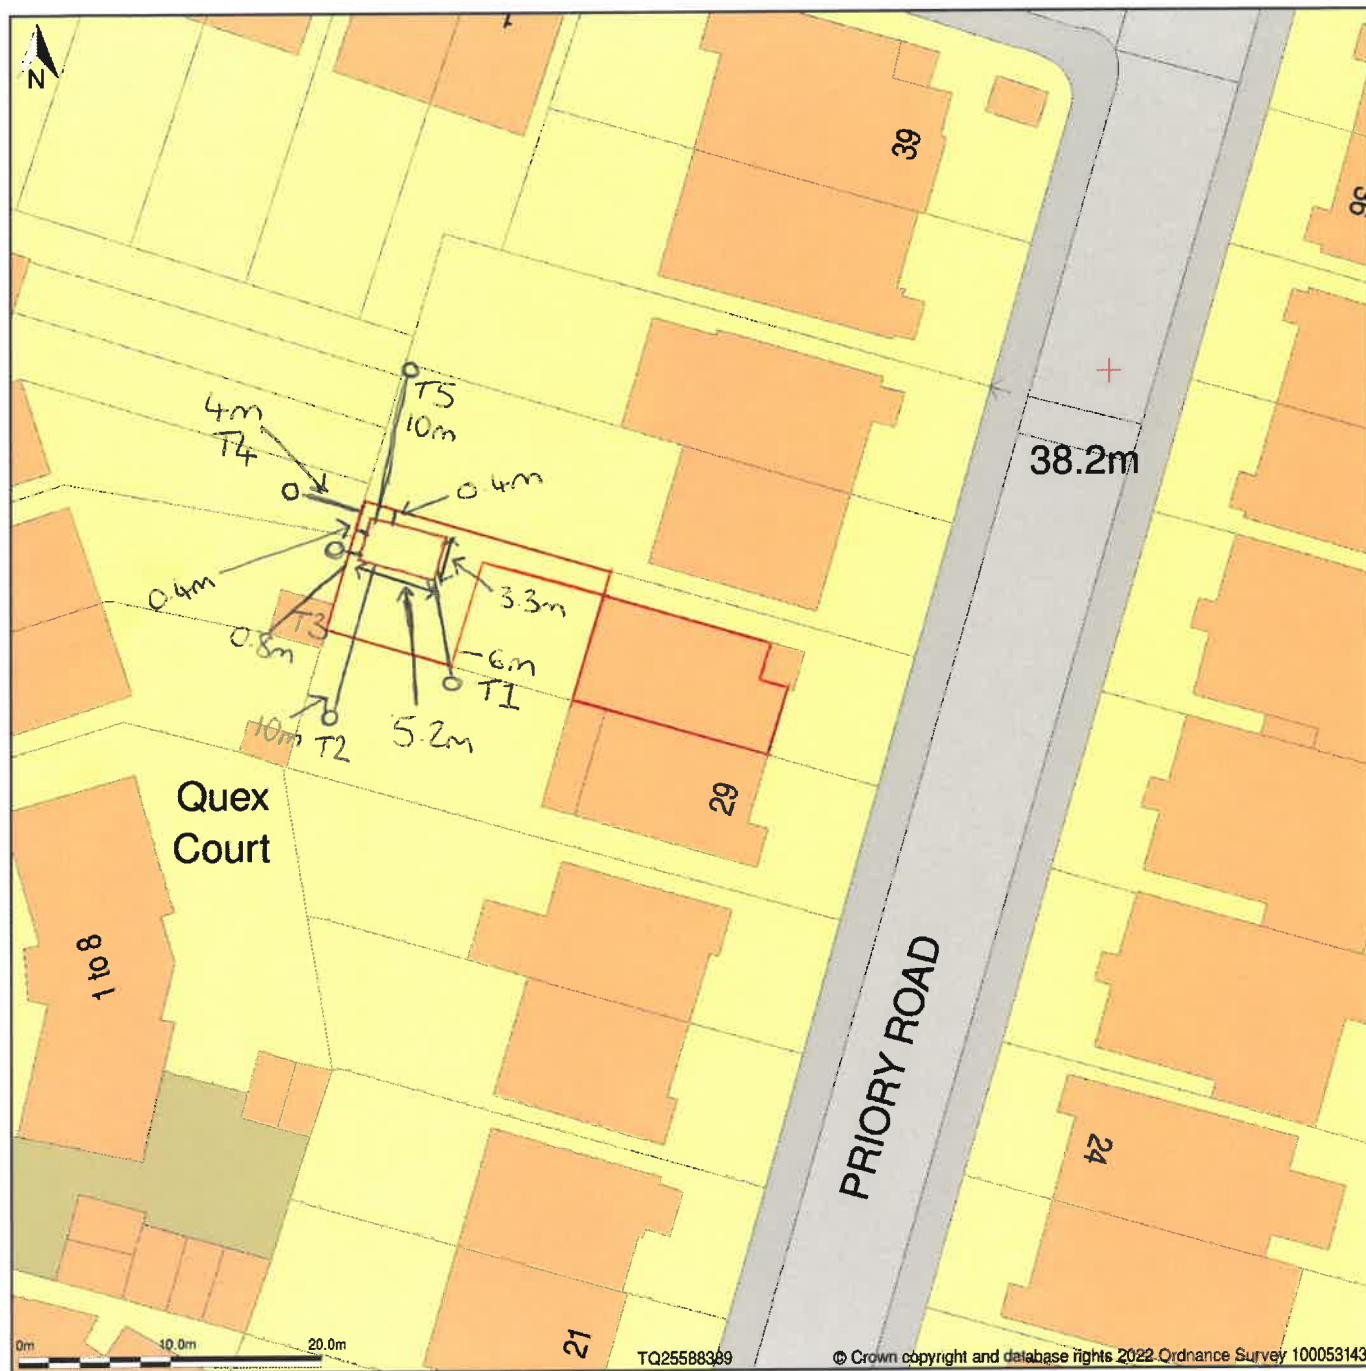 N
1
39
T5
10m
4m
T4
0.4m
38.2m
0.4m
3.3m
T3
0.8m
-6m
T1
10m
T2
5.2m
29
Quex
Court
1 to 8
PRIORY ROAD
24
21
0m
10.0m
20.0m
TQ25588389
© Crown copyright and database rights 2022 Ordnance Survey 100053143